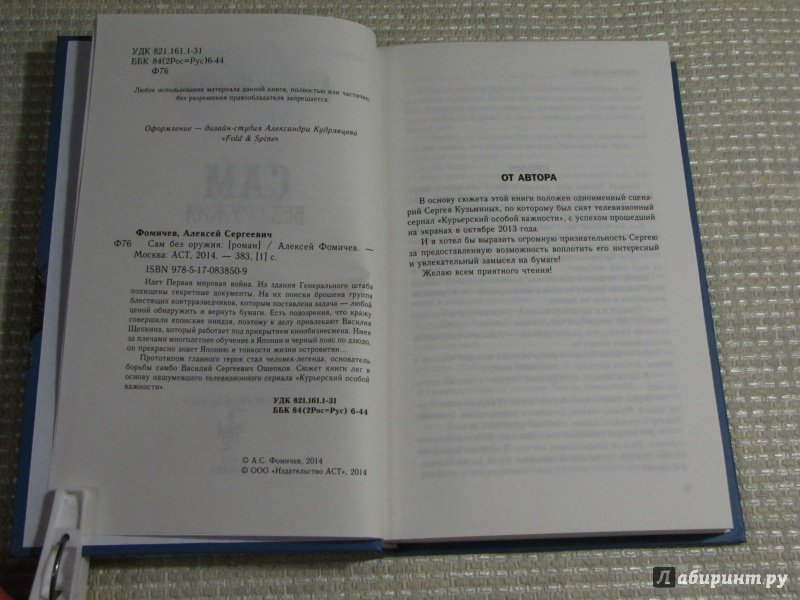 УДК 821.161.1-31
ББК 84(2Рос=Рус)6-44
Ф76
Любое использование материала данной книги, полностью или частично,
без разрешения правообладателя запрещается.
Оформление — дизайн-студия Александра Кудрявцева
«Fold & Spine»
Фомичев, Алексей Сергеевич
Ф76 Сам без оружия: [роман] / Алексей Фомичев. —
Москва: АСТ, 2014. — 383, [1] с.
ISBN 978-5-17-083850-9
Идет Первая мировая война. Из здания Генерального штаба
похищены секретные документы. На их поиски брошена группа
блестящих контрразведчиков, которым поставлена задача — любой
ценой обнаружить и вернуть бумаги. Есть подозрения, что кражу
совершили японские ниндзя, поэтому к делу привлекают Василия
Щепкина, который работает под прикрытием кинобизнесмена. Имея
за плечами многолетнее обучение в Японии и черный пояс по дзюдо,
он прекрасно знает Японию и тонкости жизни островитян...
Прототипом главного героя стал человек-легенда, основатель
борьбы самбо Василий Сергеевич Ощепков. Сюжет книги лег в
основу нашумевшего телевизионного сериала «Курьерский особой
важности».
УДК 821.161.1-31
ББК 84(2Рос=Рус) 6-44
© А.С. Фомичев, 2014
© ООО «Издательство АСТ», 2014
ОТ АВТОРА
В основу сюжета этой книги положен одноименный сцена-
рий Сергея Кузьминых, по которому был снят телевизионный
сериал «Курьерский особой важности», с успехом прошедший
на экранах в октябре 2013 года.
И я хотел бы выразить огромную признательность Сергею
за предоставленную возможность воплотить его интересный
и увлекательный замысел на бумаге!
Желаю всем приятного чтения!
Лабиринт.ру